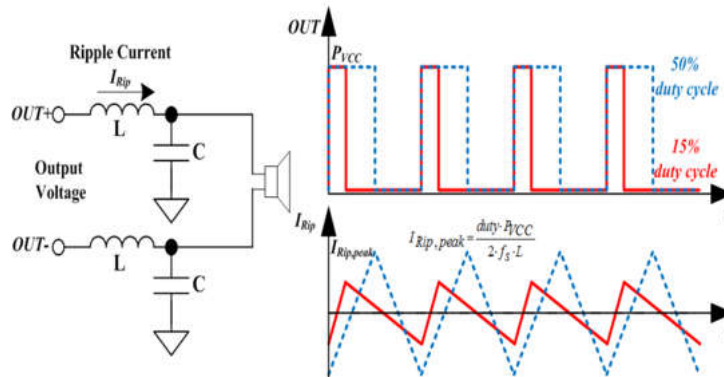 Ripple Current
I_Rip
OUT+
L
C
Output
Voltage
OUT-
L
C
OUT
P_VCC
50%
duty cycle
15%
duty cycle
I_Rip
I_Rip,peak
I_Rip,peak = duty·P_VCC / 2·f_S·L